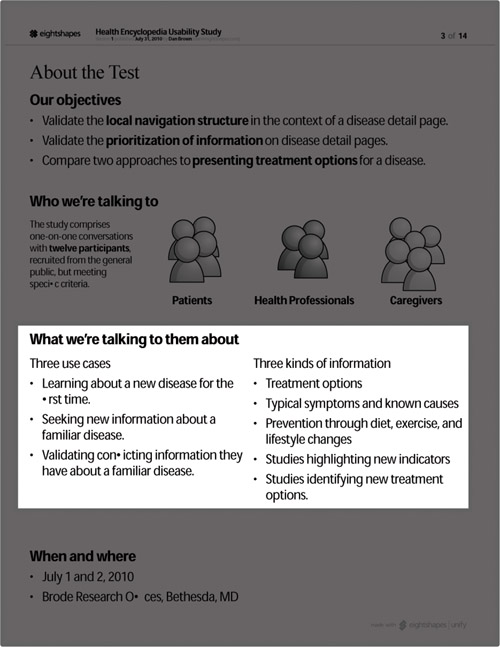 eightshapes
Health Encyclopedia Usability Study
July 31, 2010
Dan Brown
3 of 14
About the Test
Our objectives
• Validate the local navigation structure in the context of a disease detail page.
• Validate the prioritization of information on disease detail pages.
• Compare two approaches to presenting treatment options for a disease.
Who we're talking to
The study comprises
one-on-one conversations
with twelve participants,
recruited from the general
public, but meeting
speci• c criteria.
Patients
Health Professionals
Caregivers
What we're talking to them about
Three use cases
• Learning about a new disease for the
• rst time.
• Seeking new information about a
familiar disease.
• Validating con• icting information they
have about a familiar disease.
Three kinds of information
• Treatment options
• Typical symptoms and known causes
• Prevention through diet, exercise, and
lifestyle changes
• Studies highlighting new indicators
• Studies identifying new treatment
options.
When and where
• July 1 and 2, 2010
• Brode Research O• ces, Bethesda, MD
made with eightshapes | unify